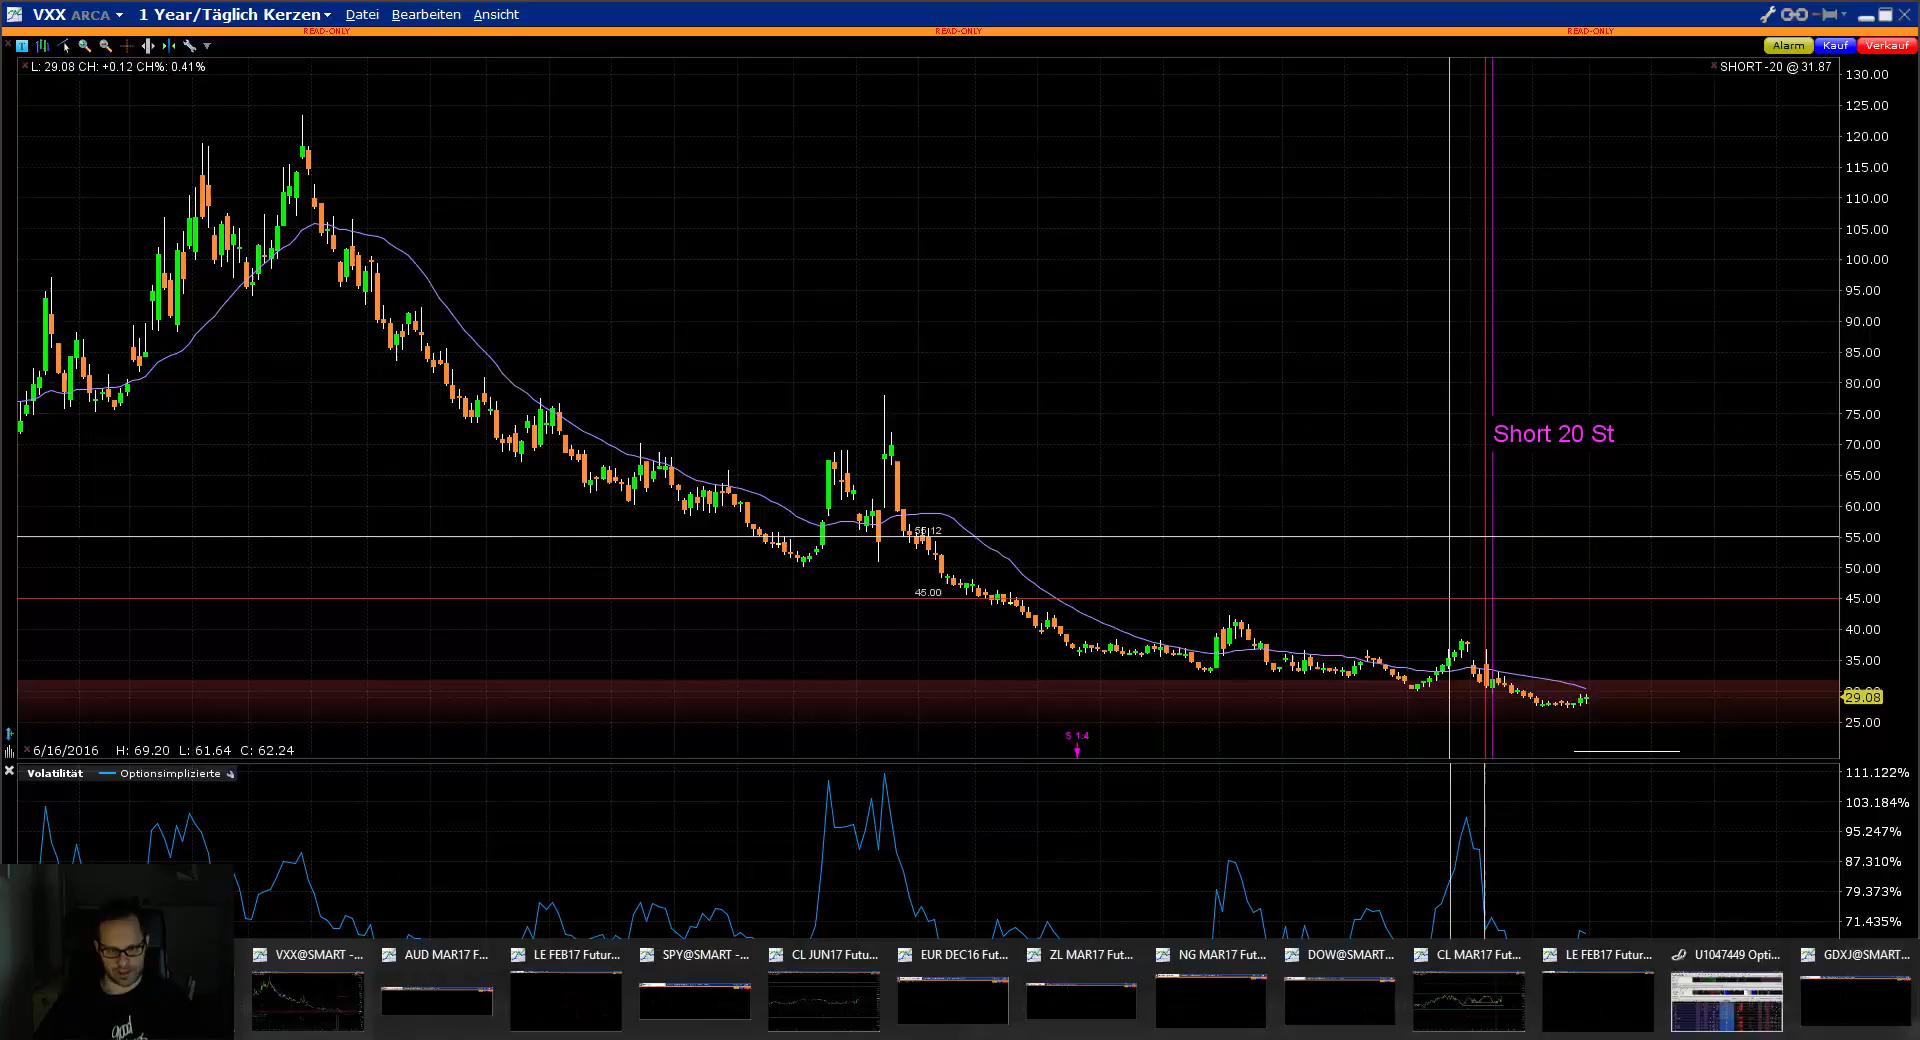 VXX ARCA 1 Year/Täglich Kerzen Datei Bearbeiten Ansicht
READ-ONLY READ-ONLY READ-ONLY
Alarm Kauf Verkauf
L: 29.08 CH: +0.12 CH%: 0.41%
SHORT -20 @ 31.87
130.00
125.00
120.00
115.00
110.00
105.00
100.00
95.00
90.00
85.00
80.00
75.00
Short 20 St
70.00
65.00
60.00
55.12
55.00
50.00
45.00
45.00
40.00
35.00
29.08
25.00
S 1:4
6/16/2016 H: 69.20 L: 61.64 C: 62.24
Volatilität Optionsimplizierte
111.122%
103.184%
95.247%
87.310%
79.373%
71.435%
VXX@SMART -... AUD MAR17 F... LE FEB17 Futur... SPY@SMART -... CL JUN17 Futu... EUR DEC16 Fut... ZL MAR17 Fut... NG MAR17 Fut... DOW@SMART... CL MAR17 Fut... LE FEB17 Futur... U1047449 Opti... GDXJ@SMART...
good